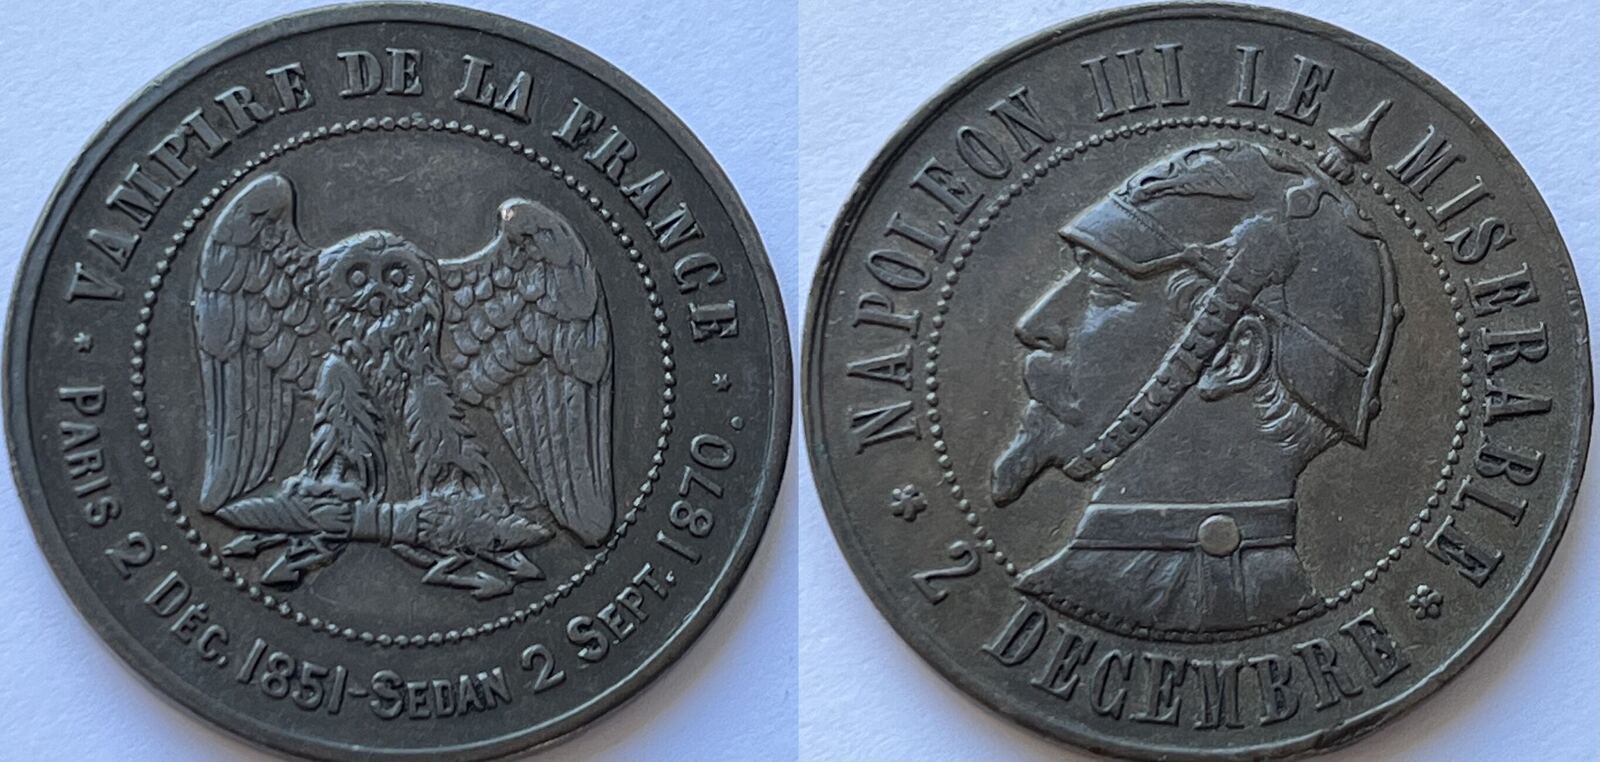 * VAMPIRE DE LA FRANCE *
PARIS 2 DÉC. 1851-SEDAN 2 SEPT. 1870.
NAPOLEON III LE MISERABLE
* 2 DECEMBRE *